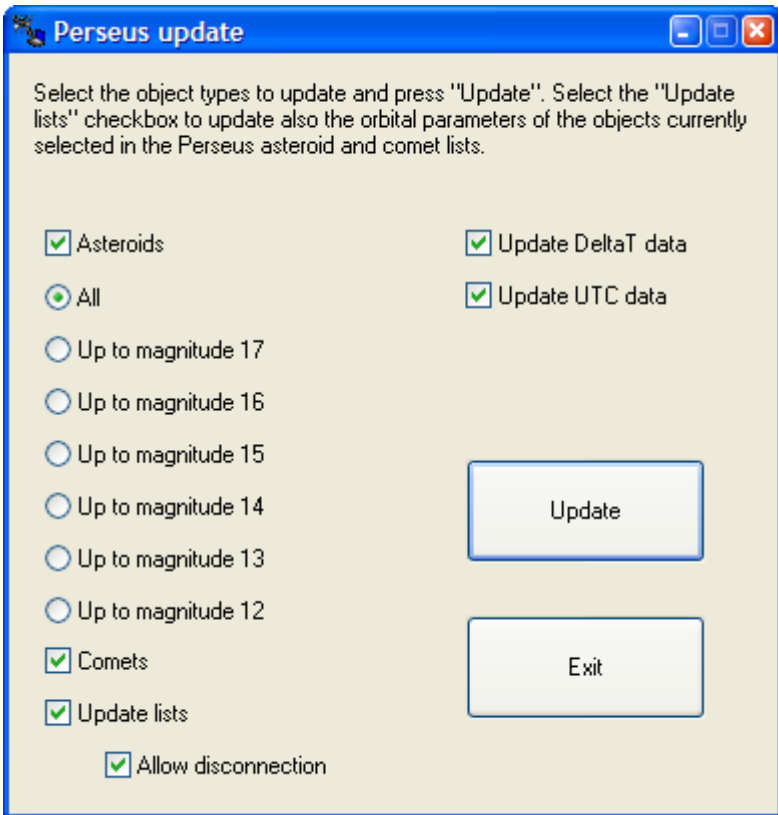 Perseus update
Select the object types to update and press "Update". Select the "Update
lists" checkbox to update also the orbital parameters of the objects currently
selected in the Perseus asteroid and comet lists.
Asteroids
Update DeltaT data
All
Update UTC data
Up to magnitude 17
Up to magnitude 16
Up to magnitude 15
Up to magnitude 14
Update
Up to magnitude 13
Up to magnitude 12
Comets
Exit
Update lists
Allow disconnection